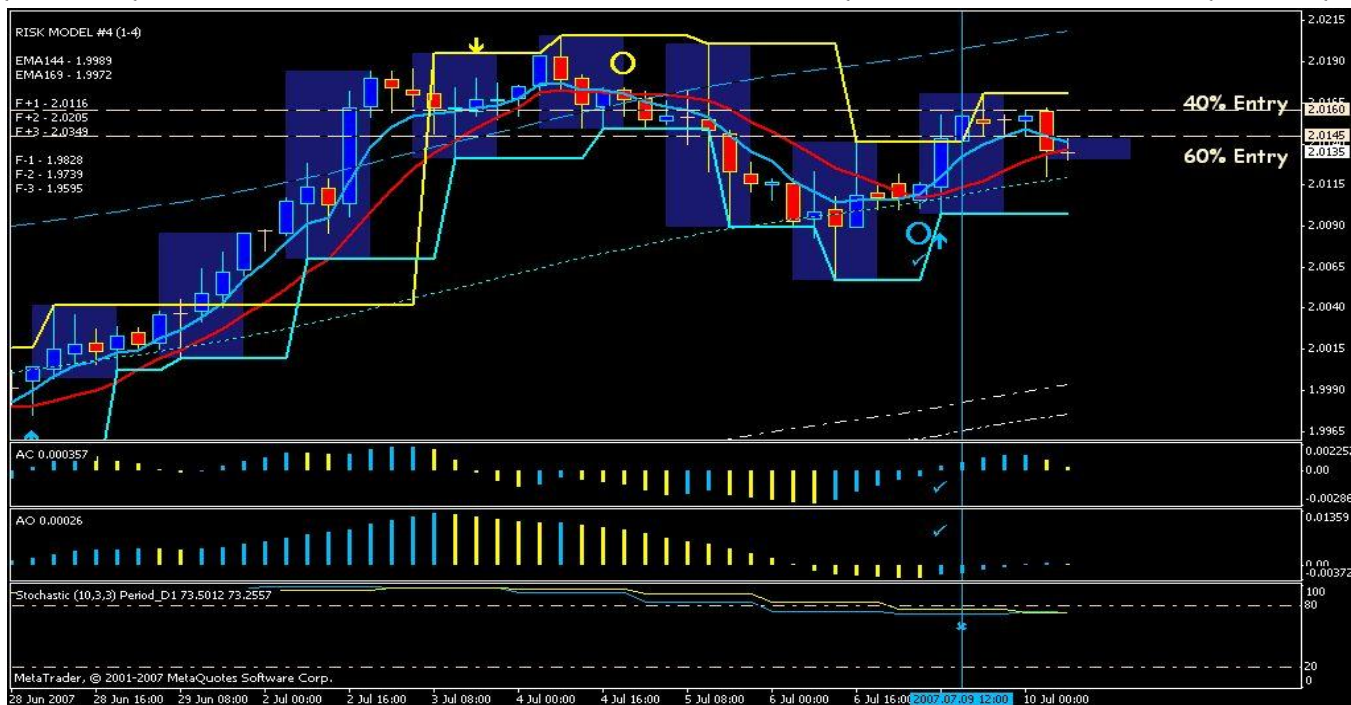 RISK MODEL #4 (1-4)
EMA144 - 1.9989
EMA169 - 1.9972
F+1 - 2.0116
F+2 - 2.0205
F+3 - 2.0349
F-1 - 1.9828
F-2 - 1.9739
F-3 - 1.9595
40% Entry
60% Entry
2.0215
2.0190
2.0160
2.0145
2.0135
2.0115
2.0090
2.0065
2.0040
2.0015
1.9990
1.9965
AC 0.000357
0.002252
0.00
-0.00286
AO 0.00026
0.01359
0.00
-0.00372
Stochastic (10,3,3) Period_D1 73.5012 73.2557
100
80
20
0
MetaTrader, © 2001-2007 MetaQuotes Software Corp.
28 Jun 2007 28 Jun 16:00 29 Jun 08:00 2 Jul 00:00 2 Jul 16:00 3 Jul 08:00 4 Jul 00:00 4 Jul 16:00 5 Jul 08:00 6 Jul 00:00 6 Jul 16:00 2007.07.09 12:00 10 Jul 00:00